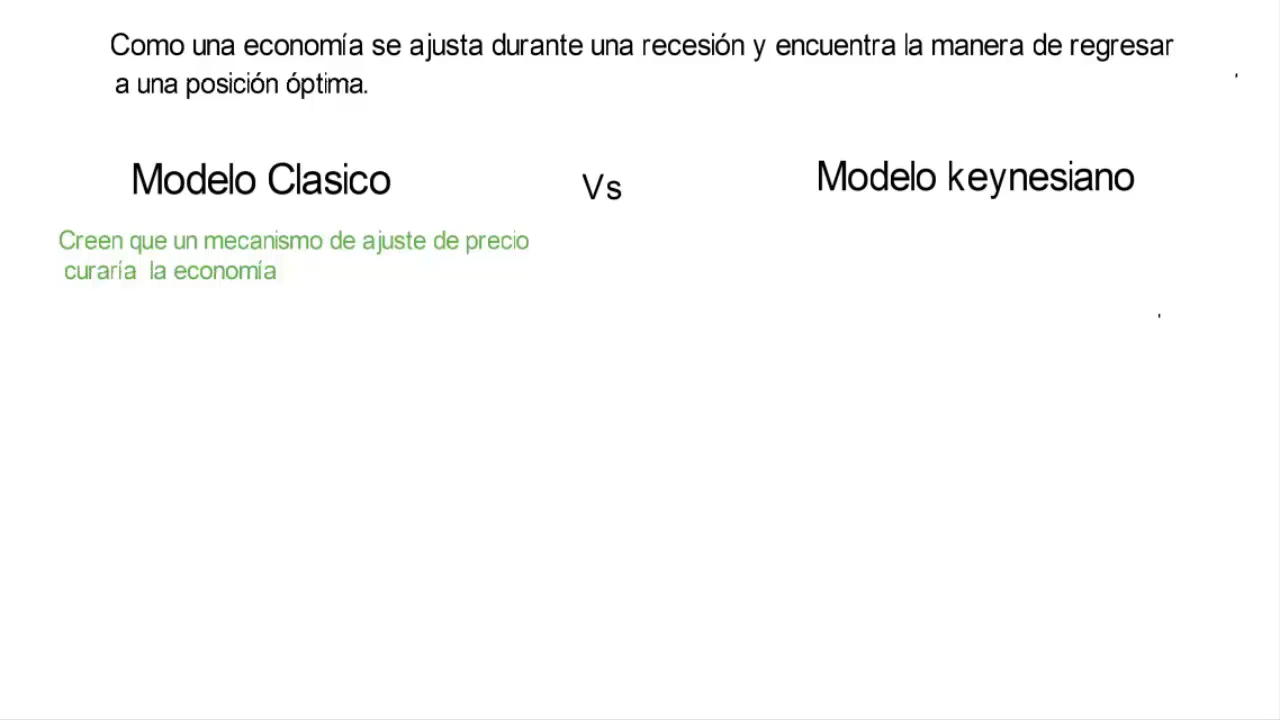 Como una economía se ajusta durante una recesión y encuentra la manera de regresar
a una posición óptima.
Modelo Clasico
Vs
Modelo keynesiano
Creen que un mecanismo de ajuste de precio
curaría la economía